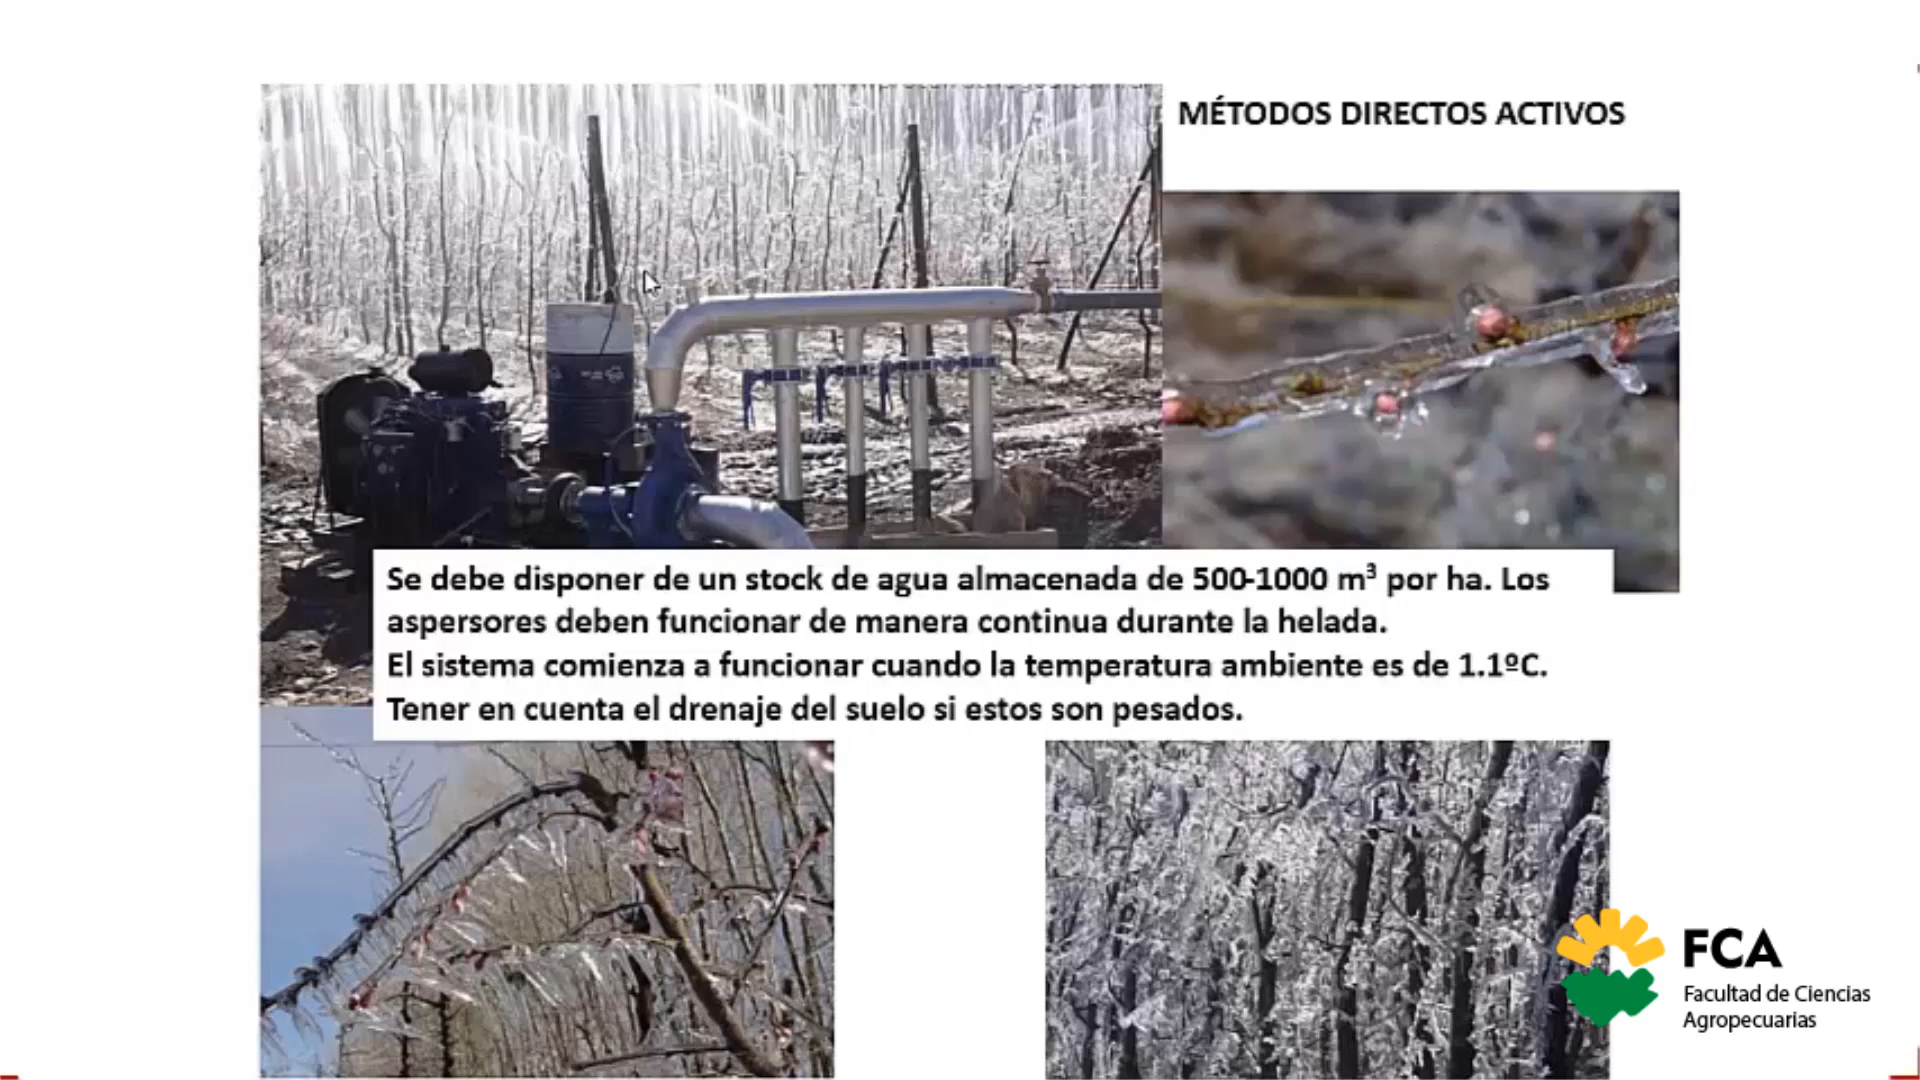 MÉTODOS DIRECTOS ACTIVOS
Se debe disponer de un stock de agua almacenada de 500-1000 m³ por ha. Los
aspersores deben funcionar de manera continua durante la helada.
El sistema comienza a funcionar cuando la temperatura ambiente es de 1.1ºC.
Tener en cuenta el drenaje del suelo si estos son pesados.
FCA
Facultad de Ciencias
Agropecuarias